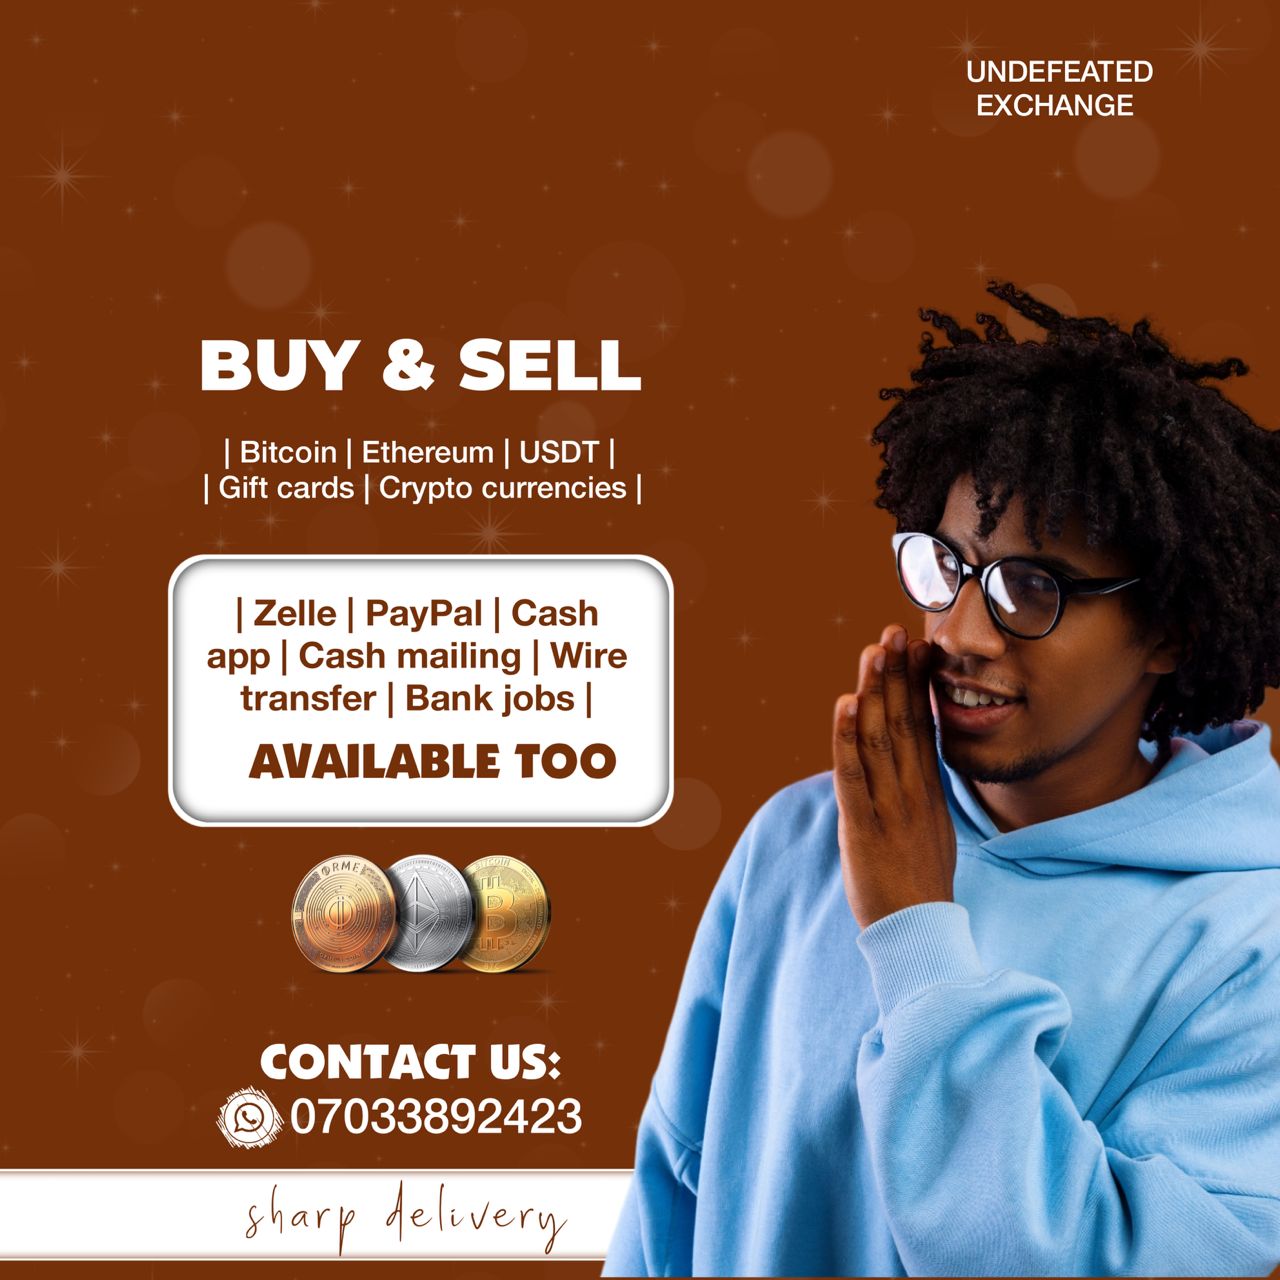 UNDEFEATED
EXCHANGE
BUY & SELL
| Bitcoin | Ethereum | USDT |
| Gift cards | Crypto currencies |
| Zelle | PayPal | Cash
app | Cash mailing | Wire
transfer | Bank jobs |
AVAILABLE TOO
CONTACT US:
07033892423
sharp delivery